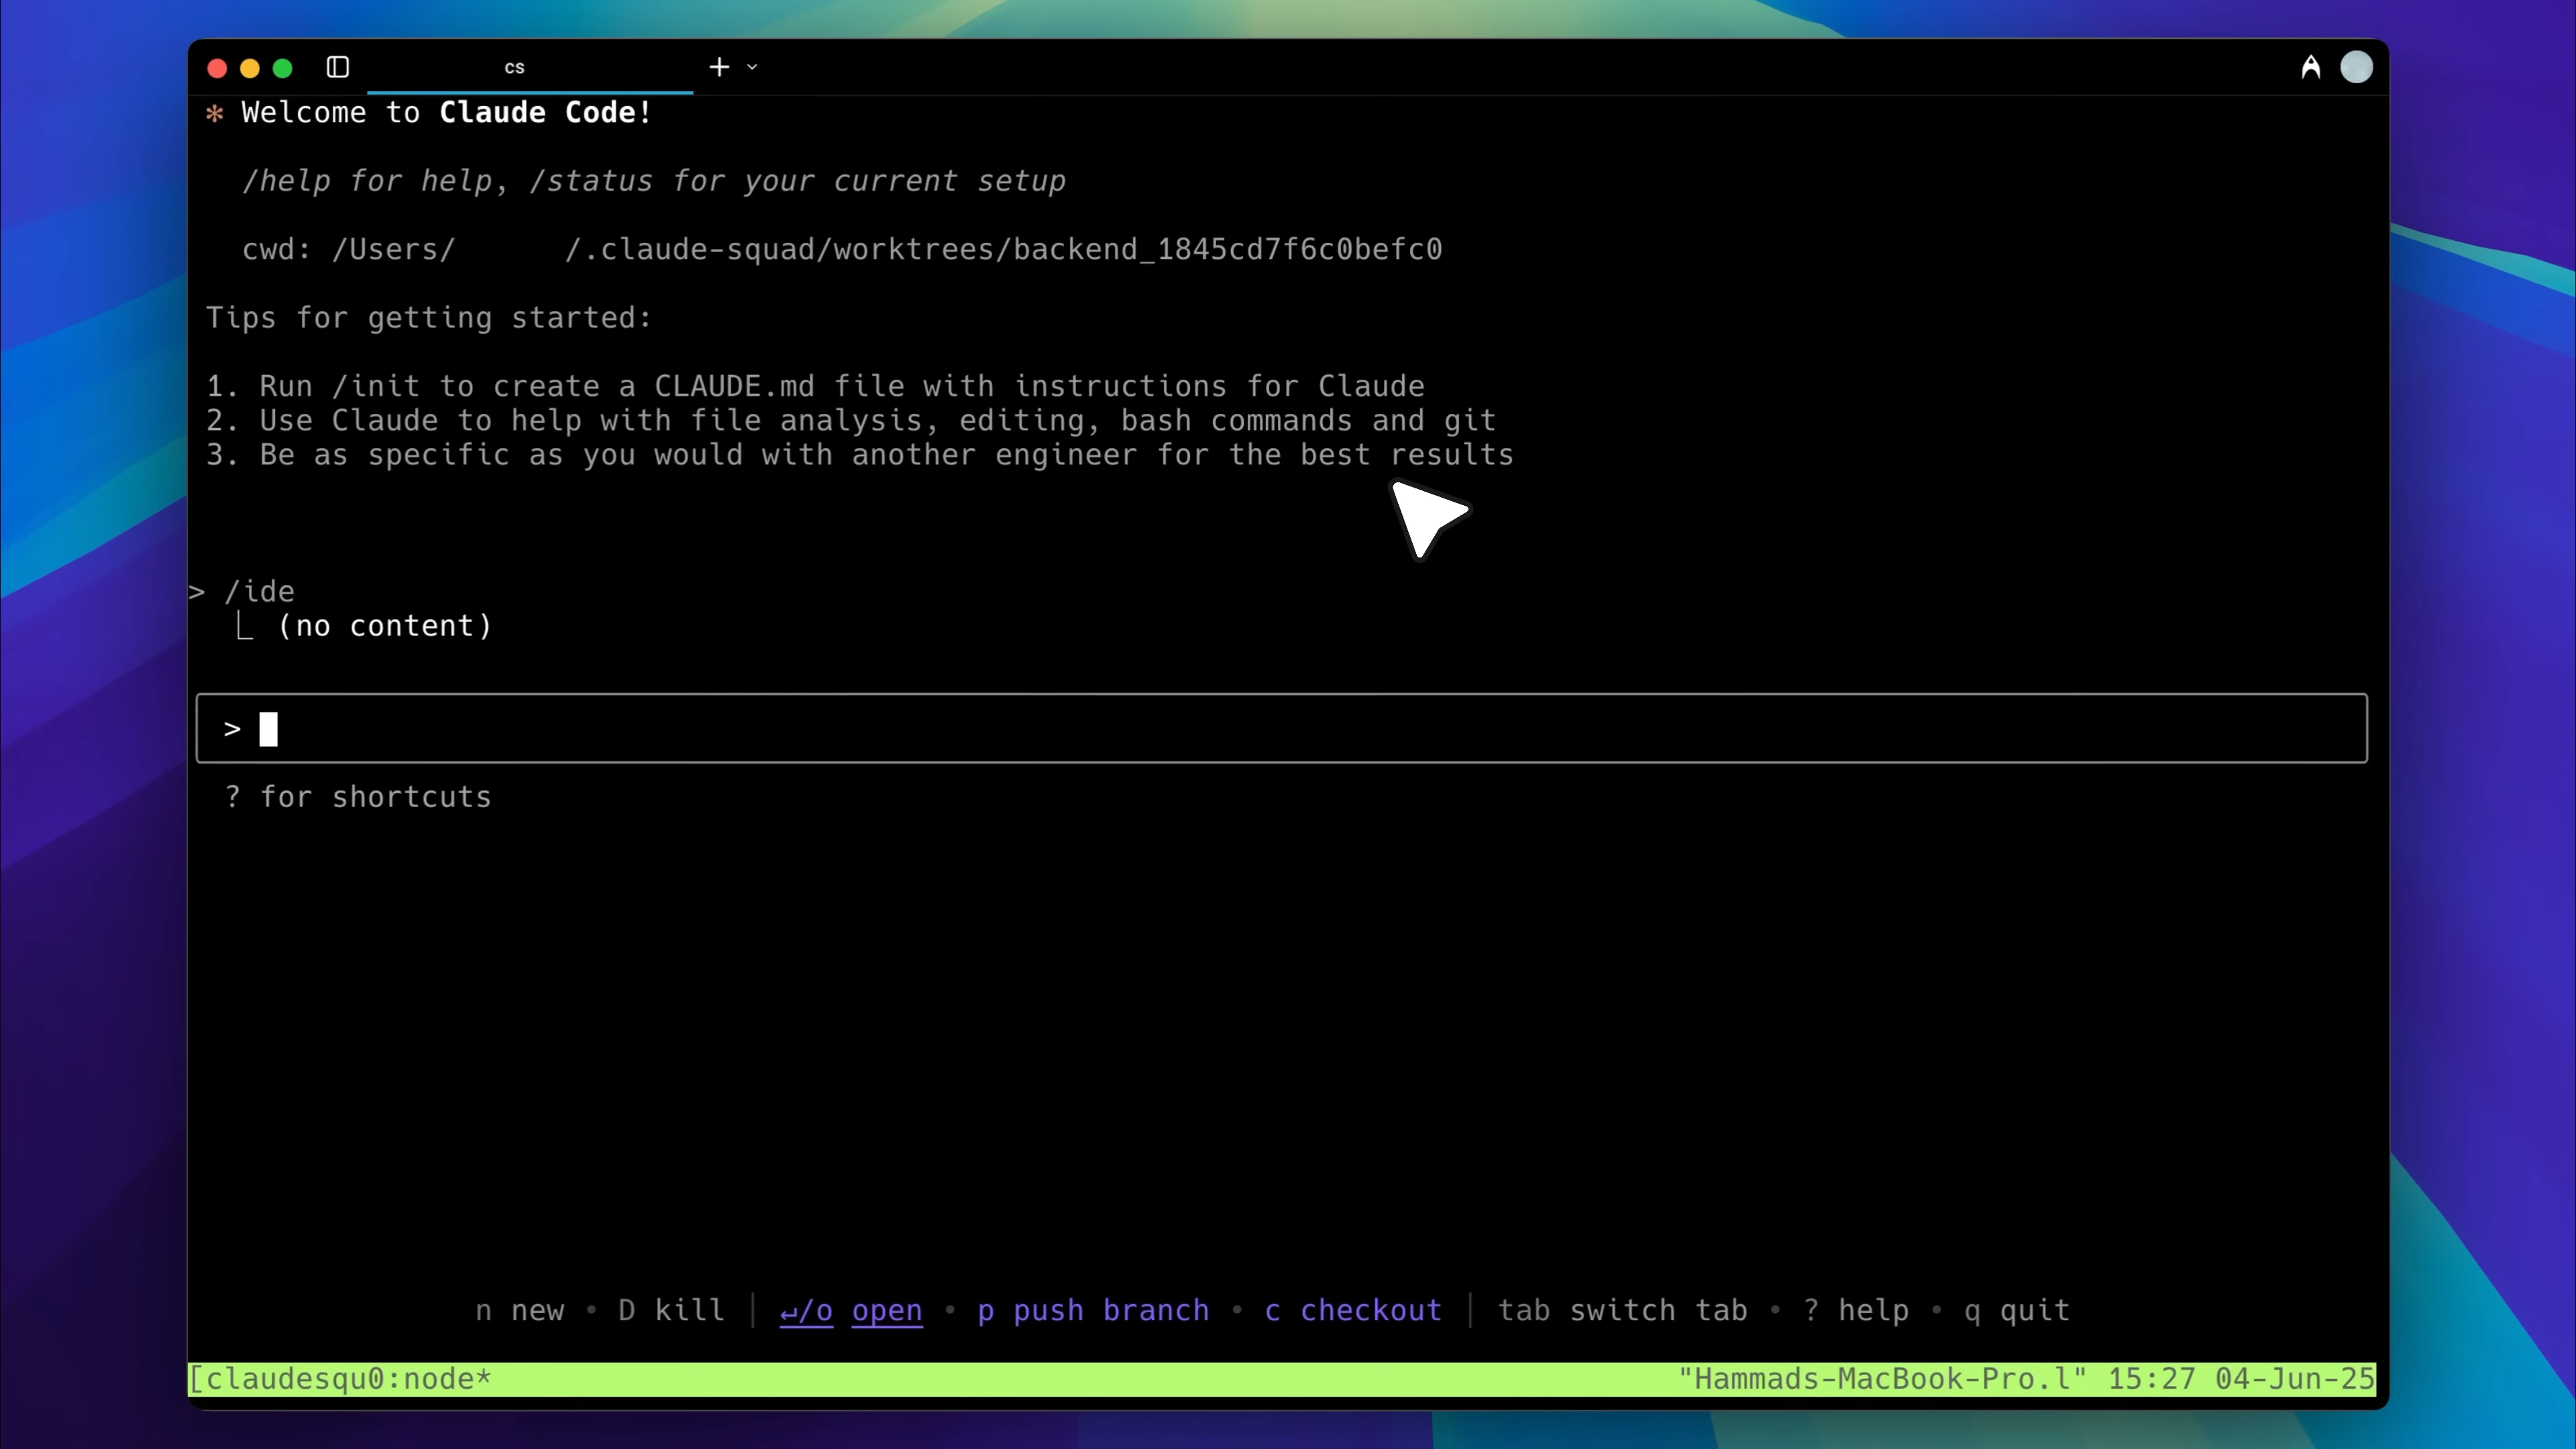 cs
✻ Welcome to Claude Code!
/help for help, /status for your current setup
cwd: /Users/ /.claude-squad/worktrees/backend_1845cd7f6c0befc0
Tips for getting started:
1. Run /init to create a CLAUDE.md file with instructions for Claude
2. Use Claude to help with file analysis, editing, bash commands and git
3. Be as specific as you would with another engineer for the best results
> /ide
⎿ (no content)
>
? for shortcuts
n new • D kill │ ↵/o open • p push branch • c checkout │ tab switch tab • ? help • q quit
[claudesqu0:node* "Hammads-MacBook-Pro.l" 15:27 04-Jun-25